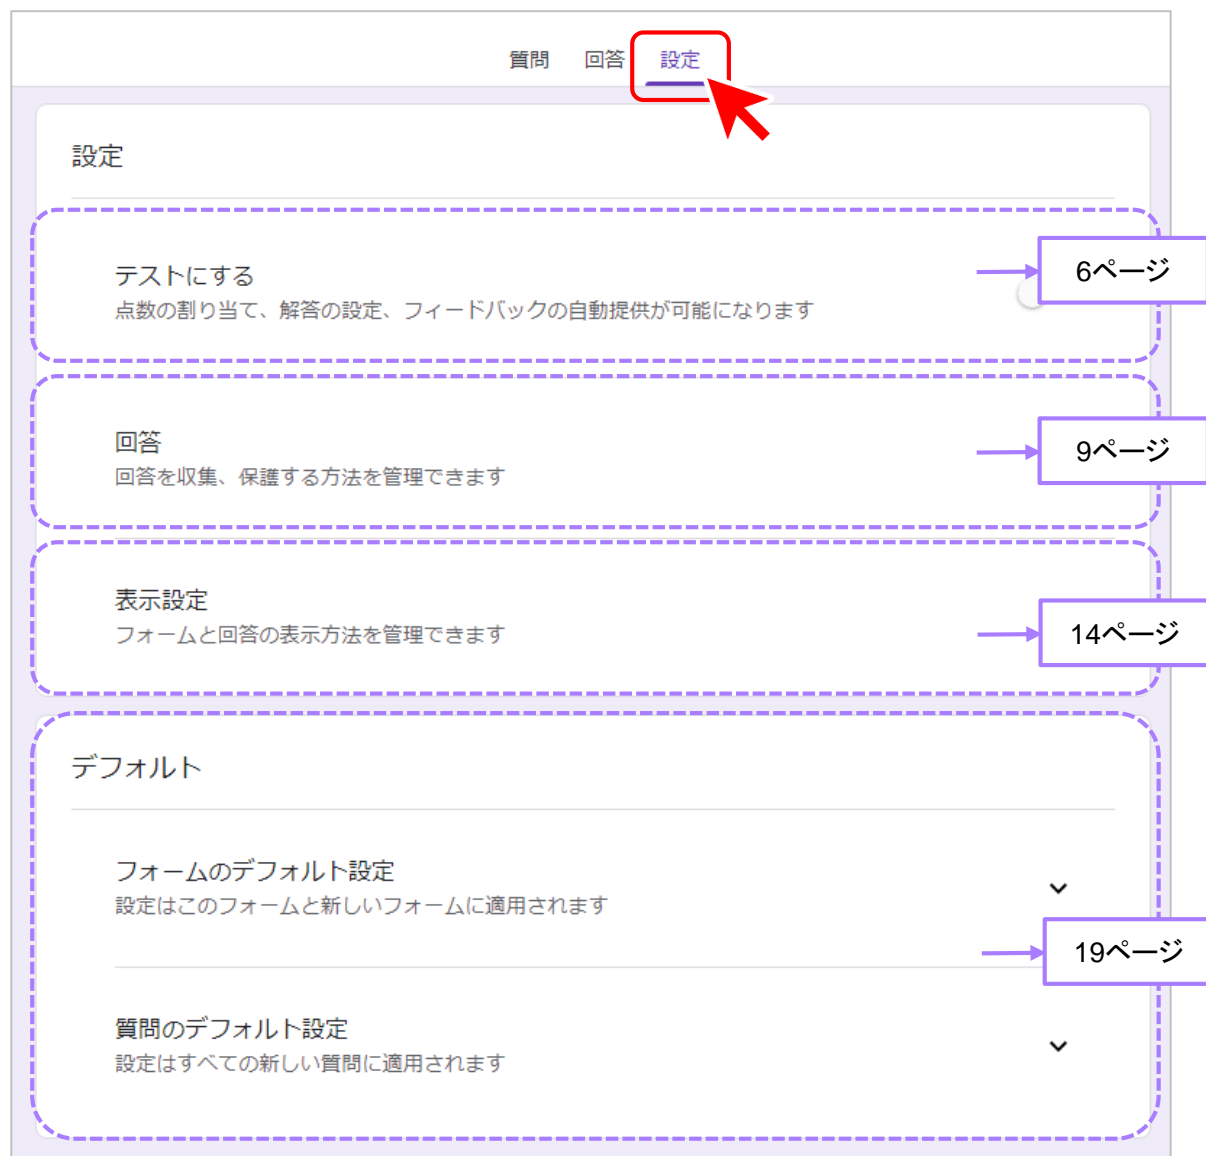 質問 回答 設定
設定
テストにする
点数の割り当て、解答の設定、フィードバックの自動提供が可能になります
6ページ
回答
回答を収集、保護する方法を管理できます
9ページ
表示設定
フォームと回答の表示方法を管理できます
14ページ
デフォルト
フォームのデフォルト設定
設定はこのフォームと新しいフォームに適用されます
19ページ
質問のデフォルト設定
設定はすべての新しい質問に適用されます